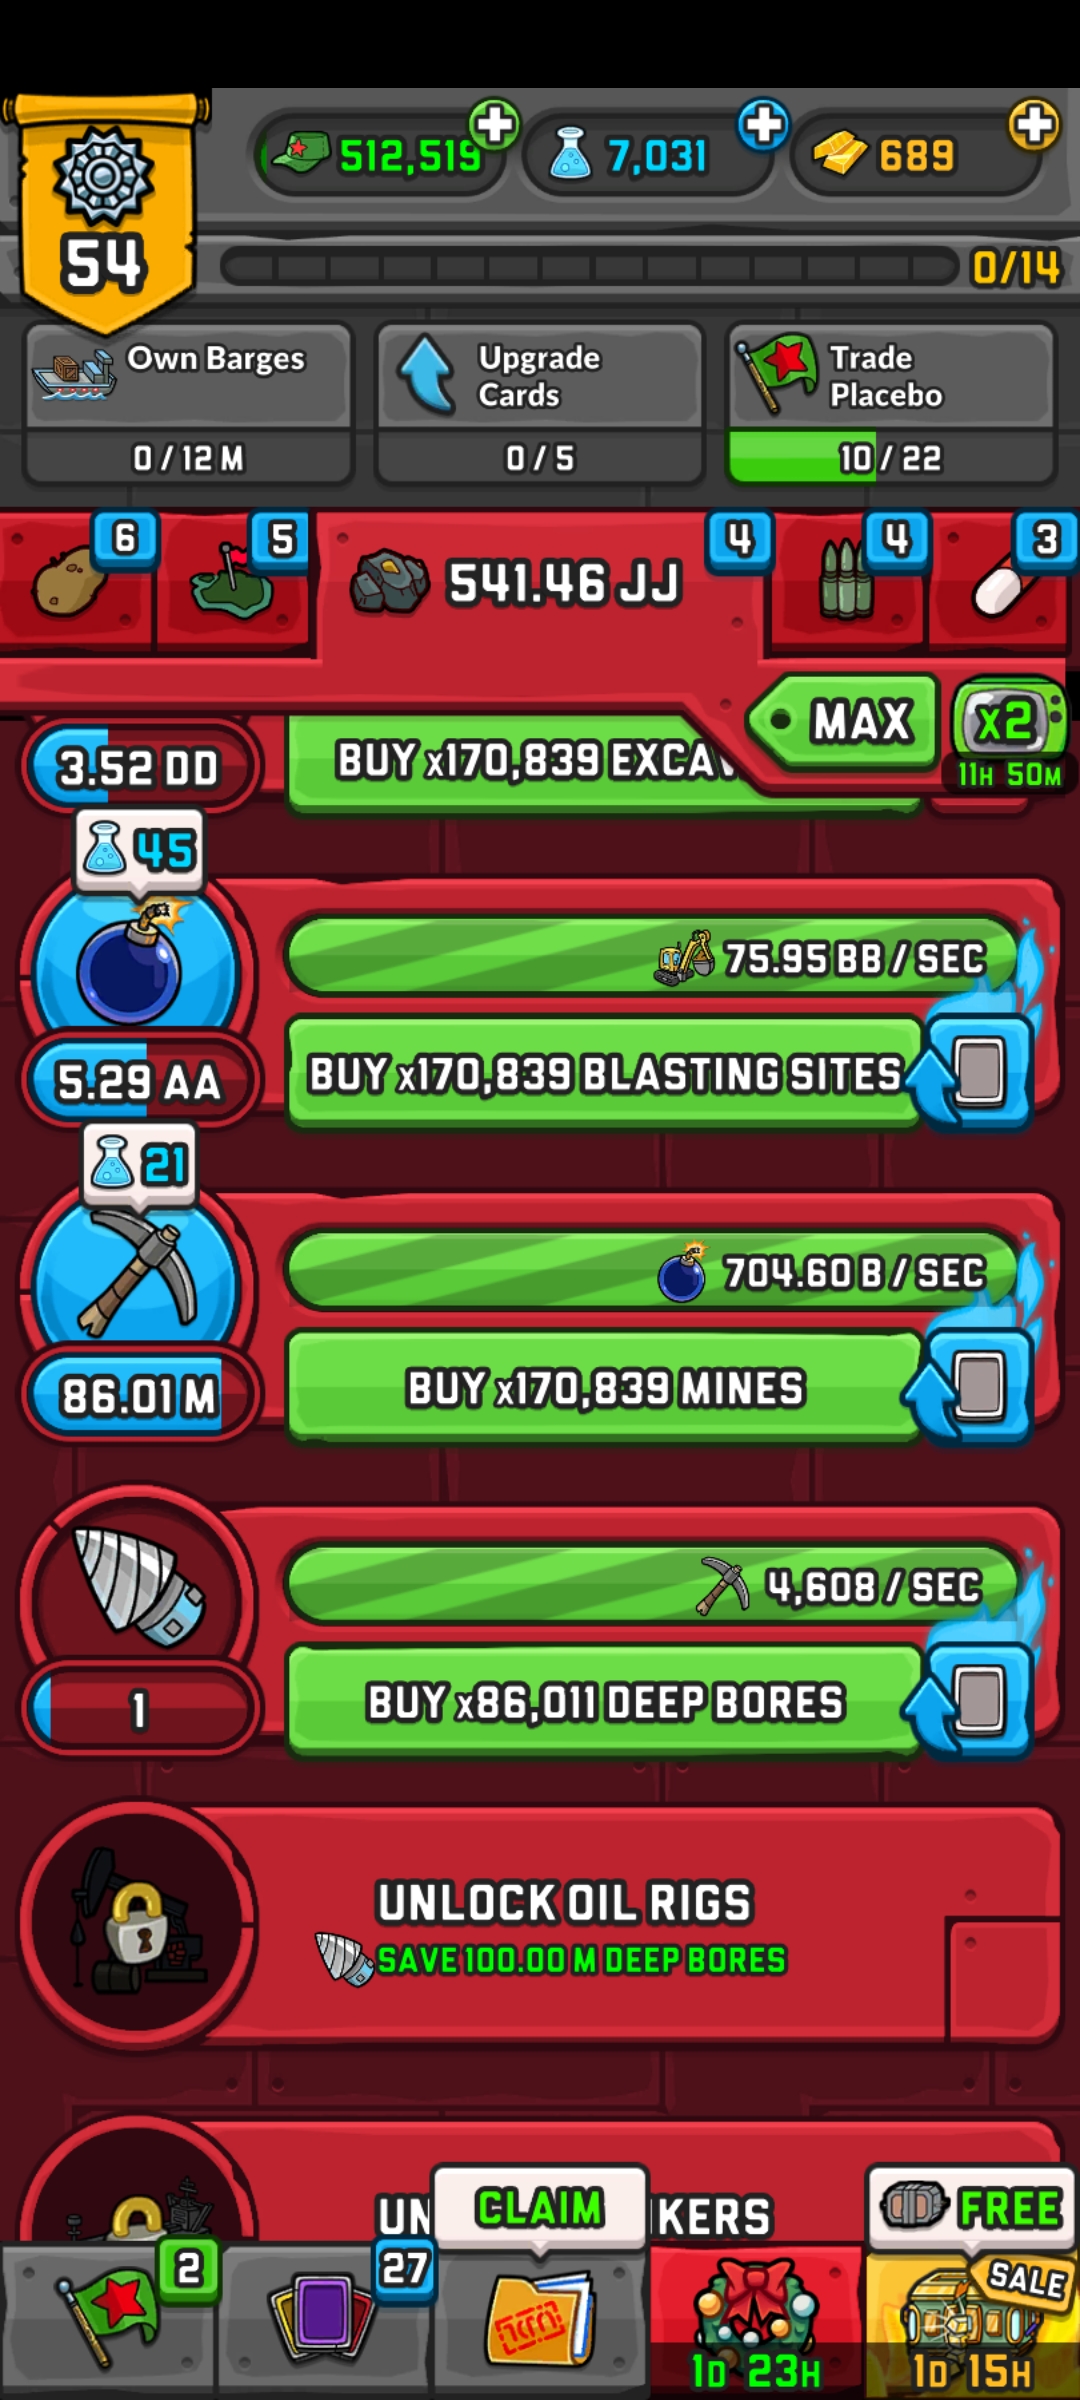 512,519
7,031
689
54
0/14
Own Barges
0 / 12 M
Upgrade
Cards
0 / 5
Trade
Placebo
10 / 22
6
5
541.46 JJ
4
4
3
MAX
x2
11H 50M
3.52 DD
BUY x170,839
45
75.95 BB / SEC
5.29 AA
BUY x170,839 BLASTING SITES
21
704.60 B / SEC
86.01 M
BUY x170,839 MINES
4,608 / SEC
1
BUY x86,011 DEEP BORES
UNLOCK OIL RIGS
SAVE 100.00 M DEEP BORES
CLAIM
FREE
2
27
SALE
1D 23H
1D 15H